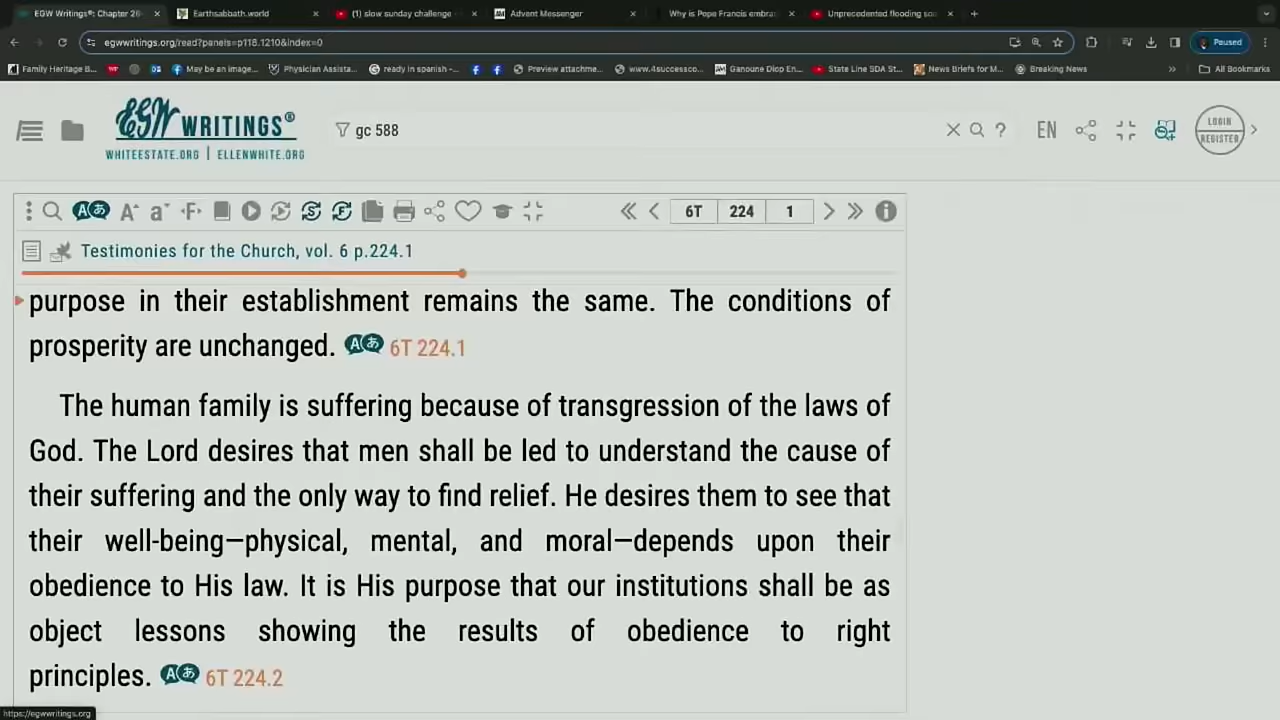 EGW Writings: Chapter 26-
Earthsabbath.world
(1) slow sunday challenge -
Advent Messenger
Why is Pope Francis embrac
Unprecedented flooding sou
egwwritings.org/read?panels=p118.1210&index=0
Paused
Family Heritage B...
May be an image...
Physician Assista...
ready in spanish -...
Preview attachme...
www.4successco...
Ganoune Diop En...
State Line SDA St...
News Briefs for M...
Breaking News
All Bookmarks
EGW WRITINGS®
WHITEESTATE.ORG | ELLENWHITE.ORG
gc 588
EN
LOGIN
REGISTER
6T 224 1
Testimonies for the Church, vol. 6 p.224.1
purpose in their establishment remains the same. The conditions of
prosperity are unchanged. 6T 224.1
The human family is suffering because of transgression of the laws of
God. The Lord desires that men shall be led to understand the cause of
their suffering and the only way to find relief. He desires them to see that
their well-being—physical, mental, and moral—depends upon their
obedience to His law. It is His purpose that our institutions shall be as
object lessons showing the results of obedience to right
principles. 6T 224.2
https://egwwritings.org